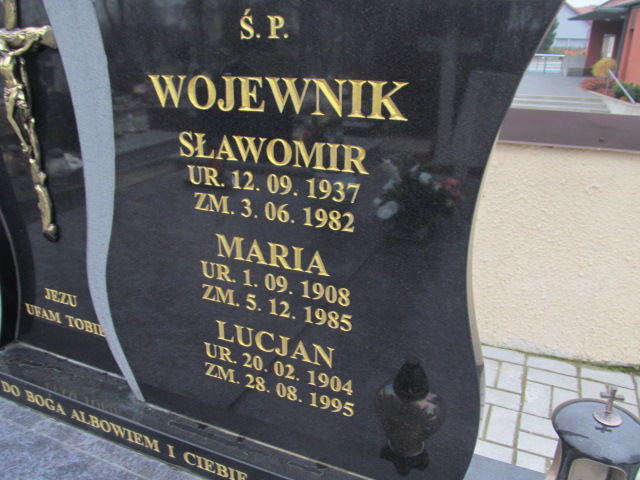 Ś. P.
WOJEWNIK
SŁAWOMIR
UR. 12. 09. 1937
ZM. 3. 06. 1982
MARIA
UR. 1. 09. 1908
ZM. 5. 12. 1985
LUCJAN
UR. 20. 02. 1904
ZM. 28. 08. 1995
JEZU
UFAM TOBIE
DO BOGA ALBOWIEM I CIEBIE